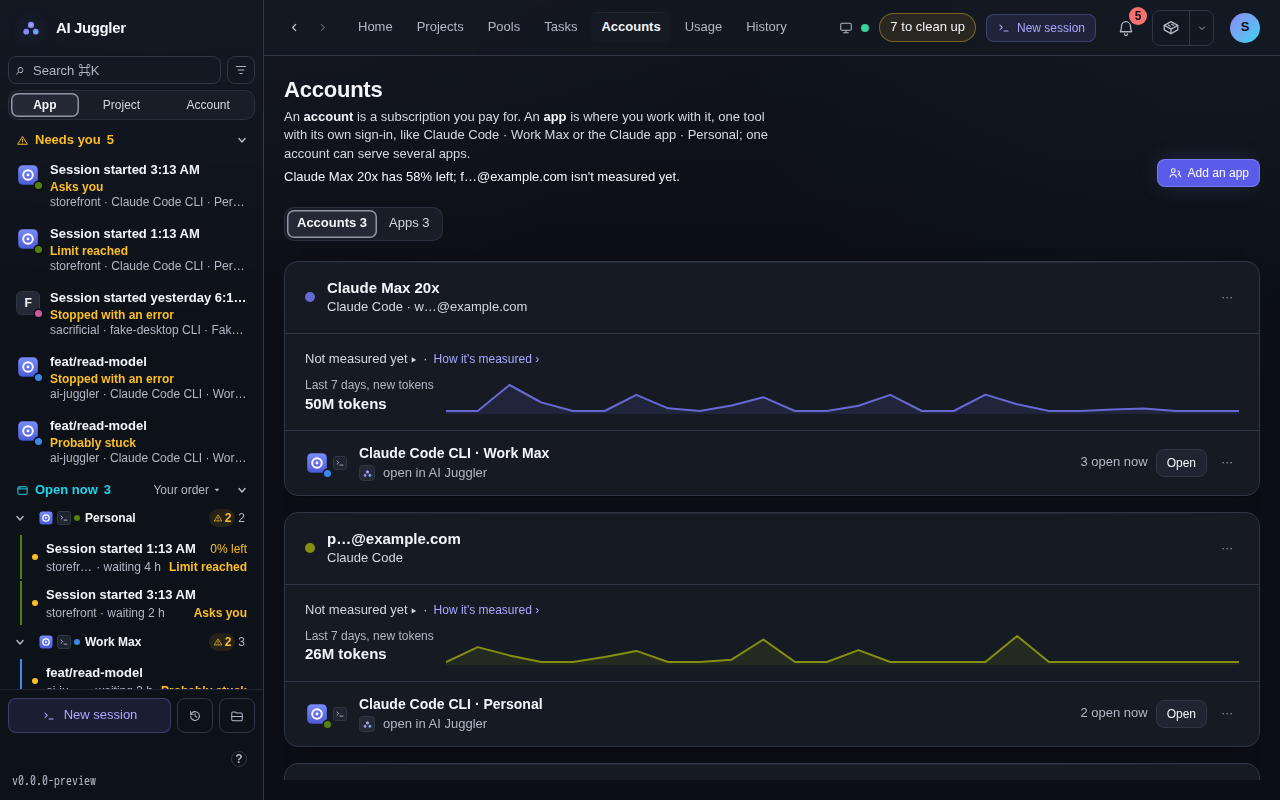 AI Juggler
Search ⌘K
App
Project
Account
Needs you 5
Session started 3:13 AM
Asks you
storefront · Claude Code CLI · Per…
Session started 1:13 AM
Limit reached
storefront · Claude Code CLI · Per…
F
Session started yesterday 6:1…
Stopped with an error
sacrificial · fake-desktop CLI · Fak…
feat/read-model
Stopped with an error
ai-juggler · Claude Code CLI · Wor…
feat/read-model
Probably stuck
ai-juggler · Claude Code CLI · Wor…
Open now 3
Your order
Personal
2
2
Session started 1:13 AM
0% left
storefr… · waiting 4 h
Limit reached
Session started 3:13 AM
storefront · waiting 2 h
Asks you
Work Max
2
3
feat/read-model
New session
?
v0.0.0-preview
Home
Projects
Pools
Tasks
Accounts
Usage
History
7 to clean up
New session
5
S
Accounts
An account is a subscription you pay for. An app is where you work with it, one tool
with its own sign-in, like Claude Code · Work Max or the Claude app · Personal; one
account can serve several apps.
Claude Max 20x has 58% left; f…@example.com isn't measured yet.
Add an app
Accounts 3
Apps 3
Claude Max 20x
Claude Code · w…@example.com
Not measured yet ▸ · How it's measured ›
Last 7 days, new tokens
50M tokens
Claude Code CLI · Work Max
open in AI Juggler
3 open now
Open
p…@example.com
Claude Code
Not measured yet ▸ · How it's measured ›
Last 7 days, new tokens
26M tokens
Claude Code CLI · Personal
open in AI Juggler
2 open now
Open